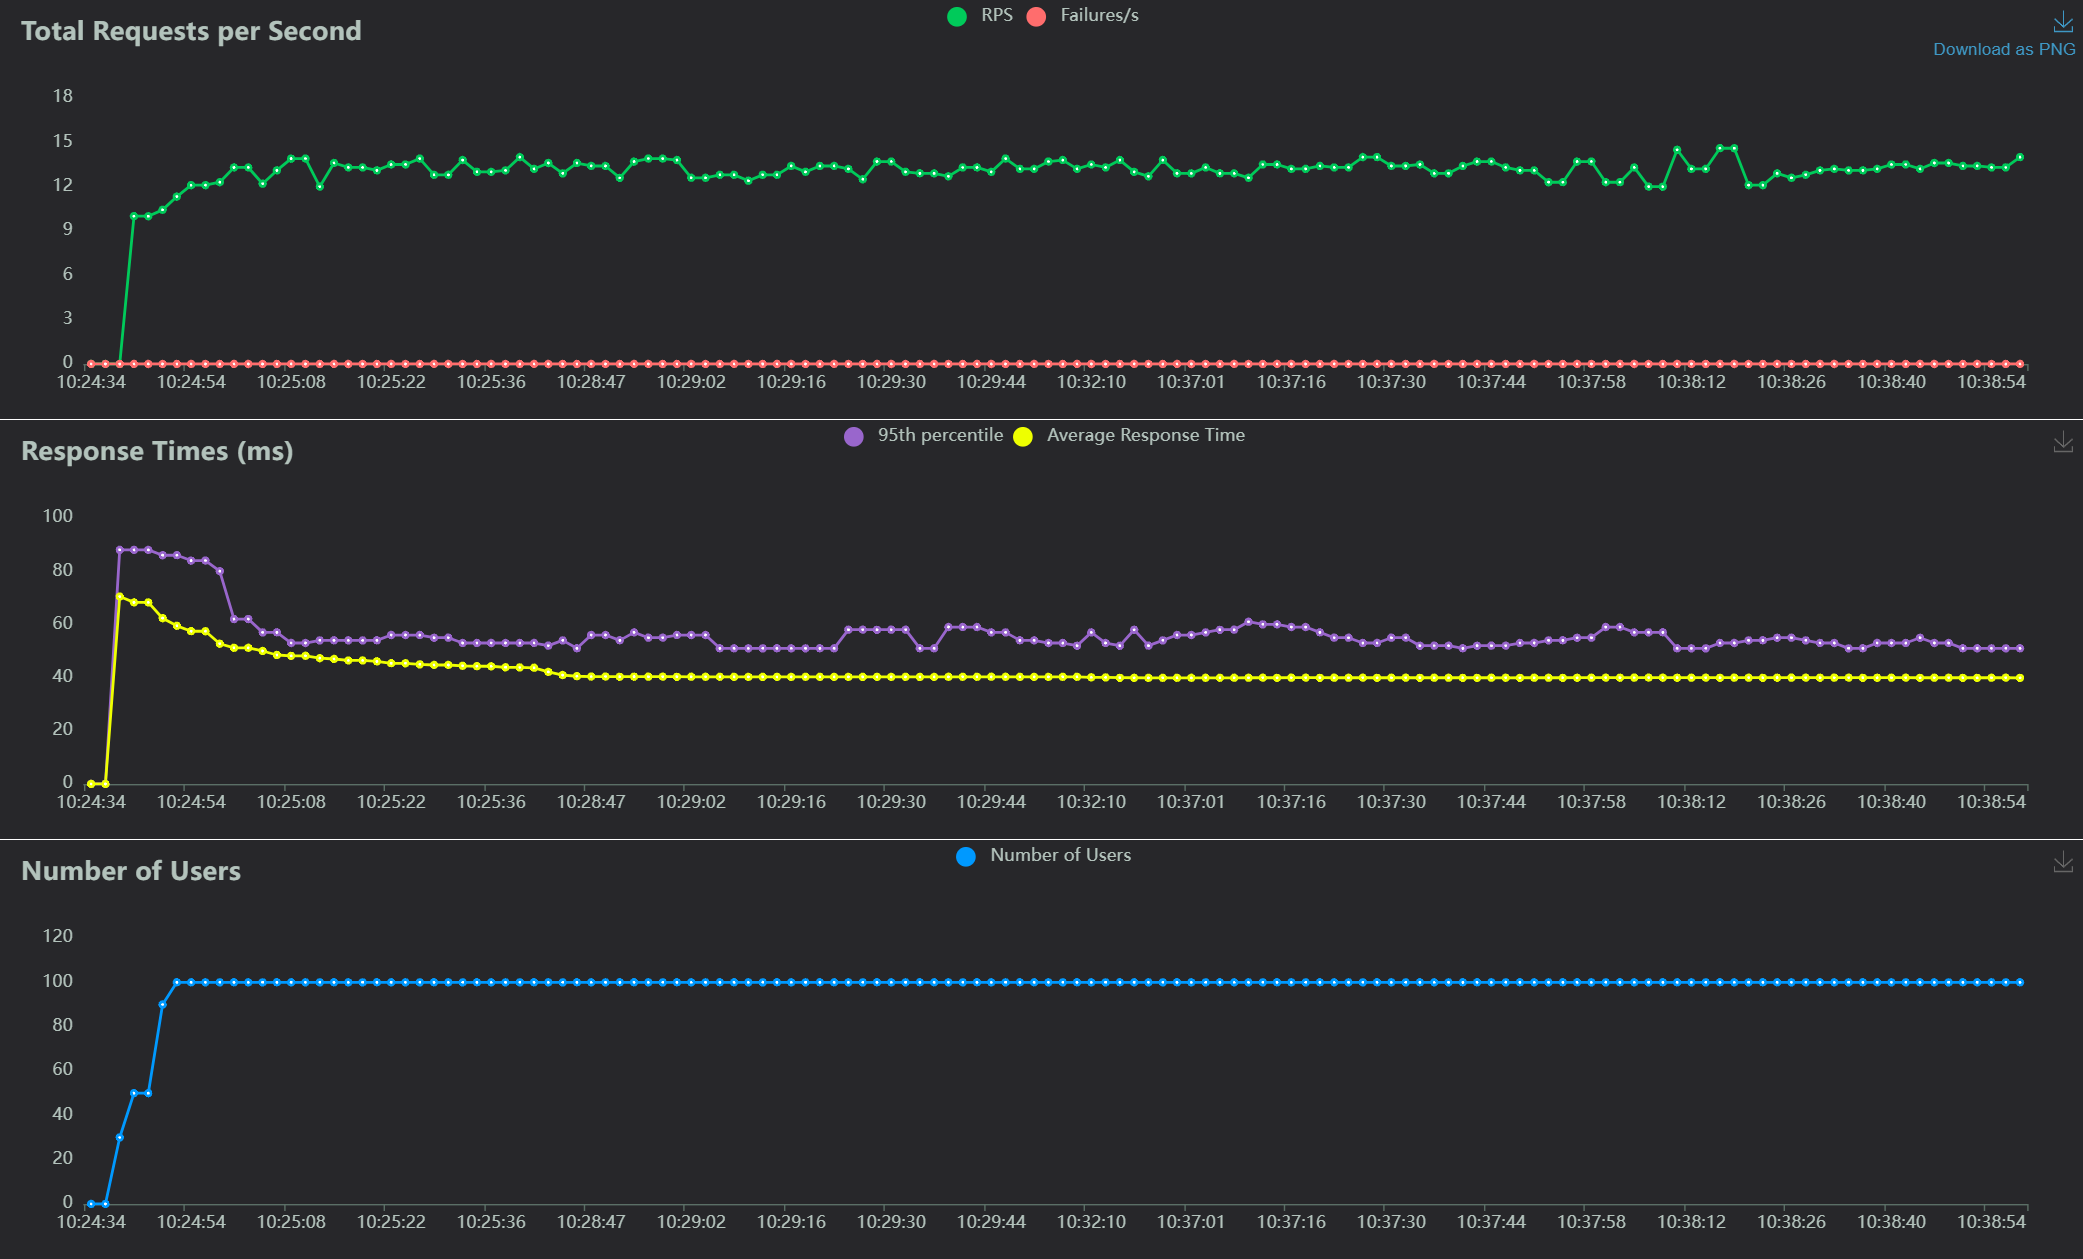 Total Requests per Second
RPS Failures/s
Download as PNG
18
15
12
9
6
3
0
10:24:34 10:24:54 10:25:08 10:25:22 10:25:36 10:28:47 10:29:02 10:29:16 10:29:30 10:29:44 10:32:10 10:37:01 10:37:16 10:37:30 10:37:44 10:37:58 10:38:12 10:38:26 10:38:40 10:38:54
Response Times (ms)
95th percentile Average Response Time
100
80
60
40
20
0
10:24:34 10:24:54 10:25:08 10:25:22 10:25:36 10:28:47 10:29:02 10:29:16 10:29:30 10:29:44 10:32:10 10:37:01 10:37:16 10:37:30 10:37:44 10:37:58 10:38:12 10:38:26 10:38:40 10:38:54
Number of Users
Number of Users
120
100
80
60
40
20
0
10:24:34 10:24:54 10:25:08 10:25:22 10:25:36 10:28:47 10:29:02 10:29:16 10:29:30 10:29:44 10:32:10 10:37:01 10:37:16 10:37:30 10:37:44 10:37:58 10:38:12 10:38:26 10:38:40 10:38:54